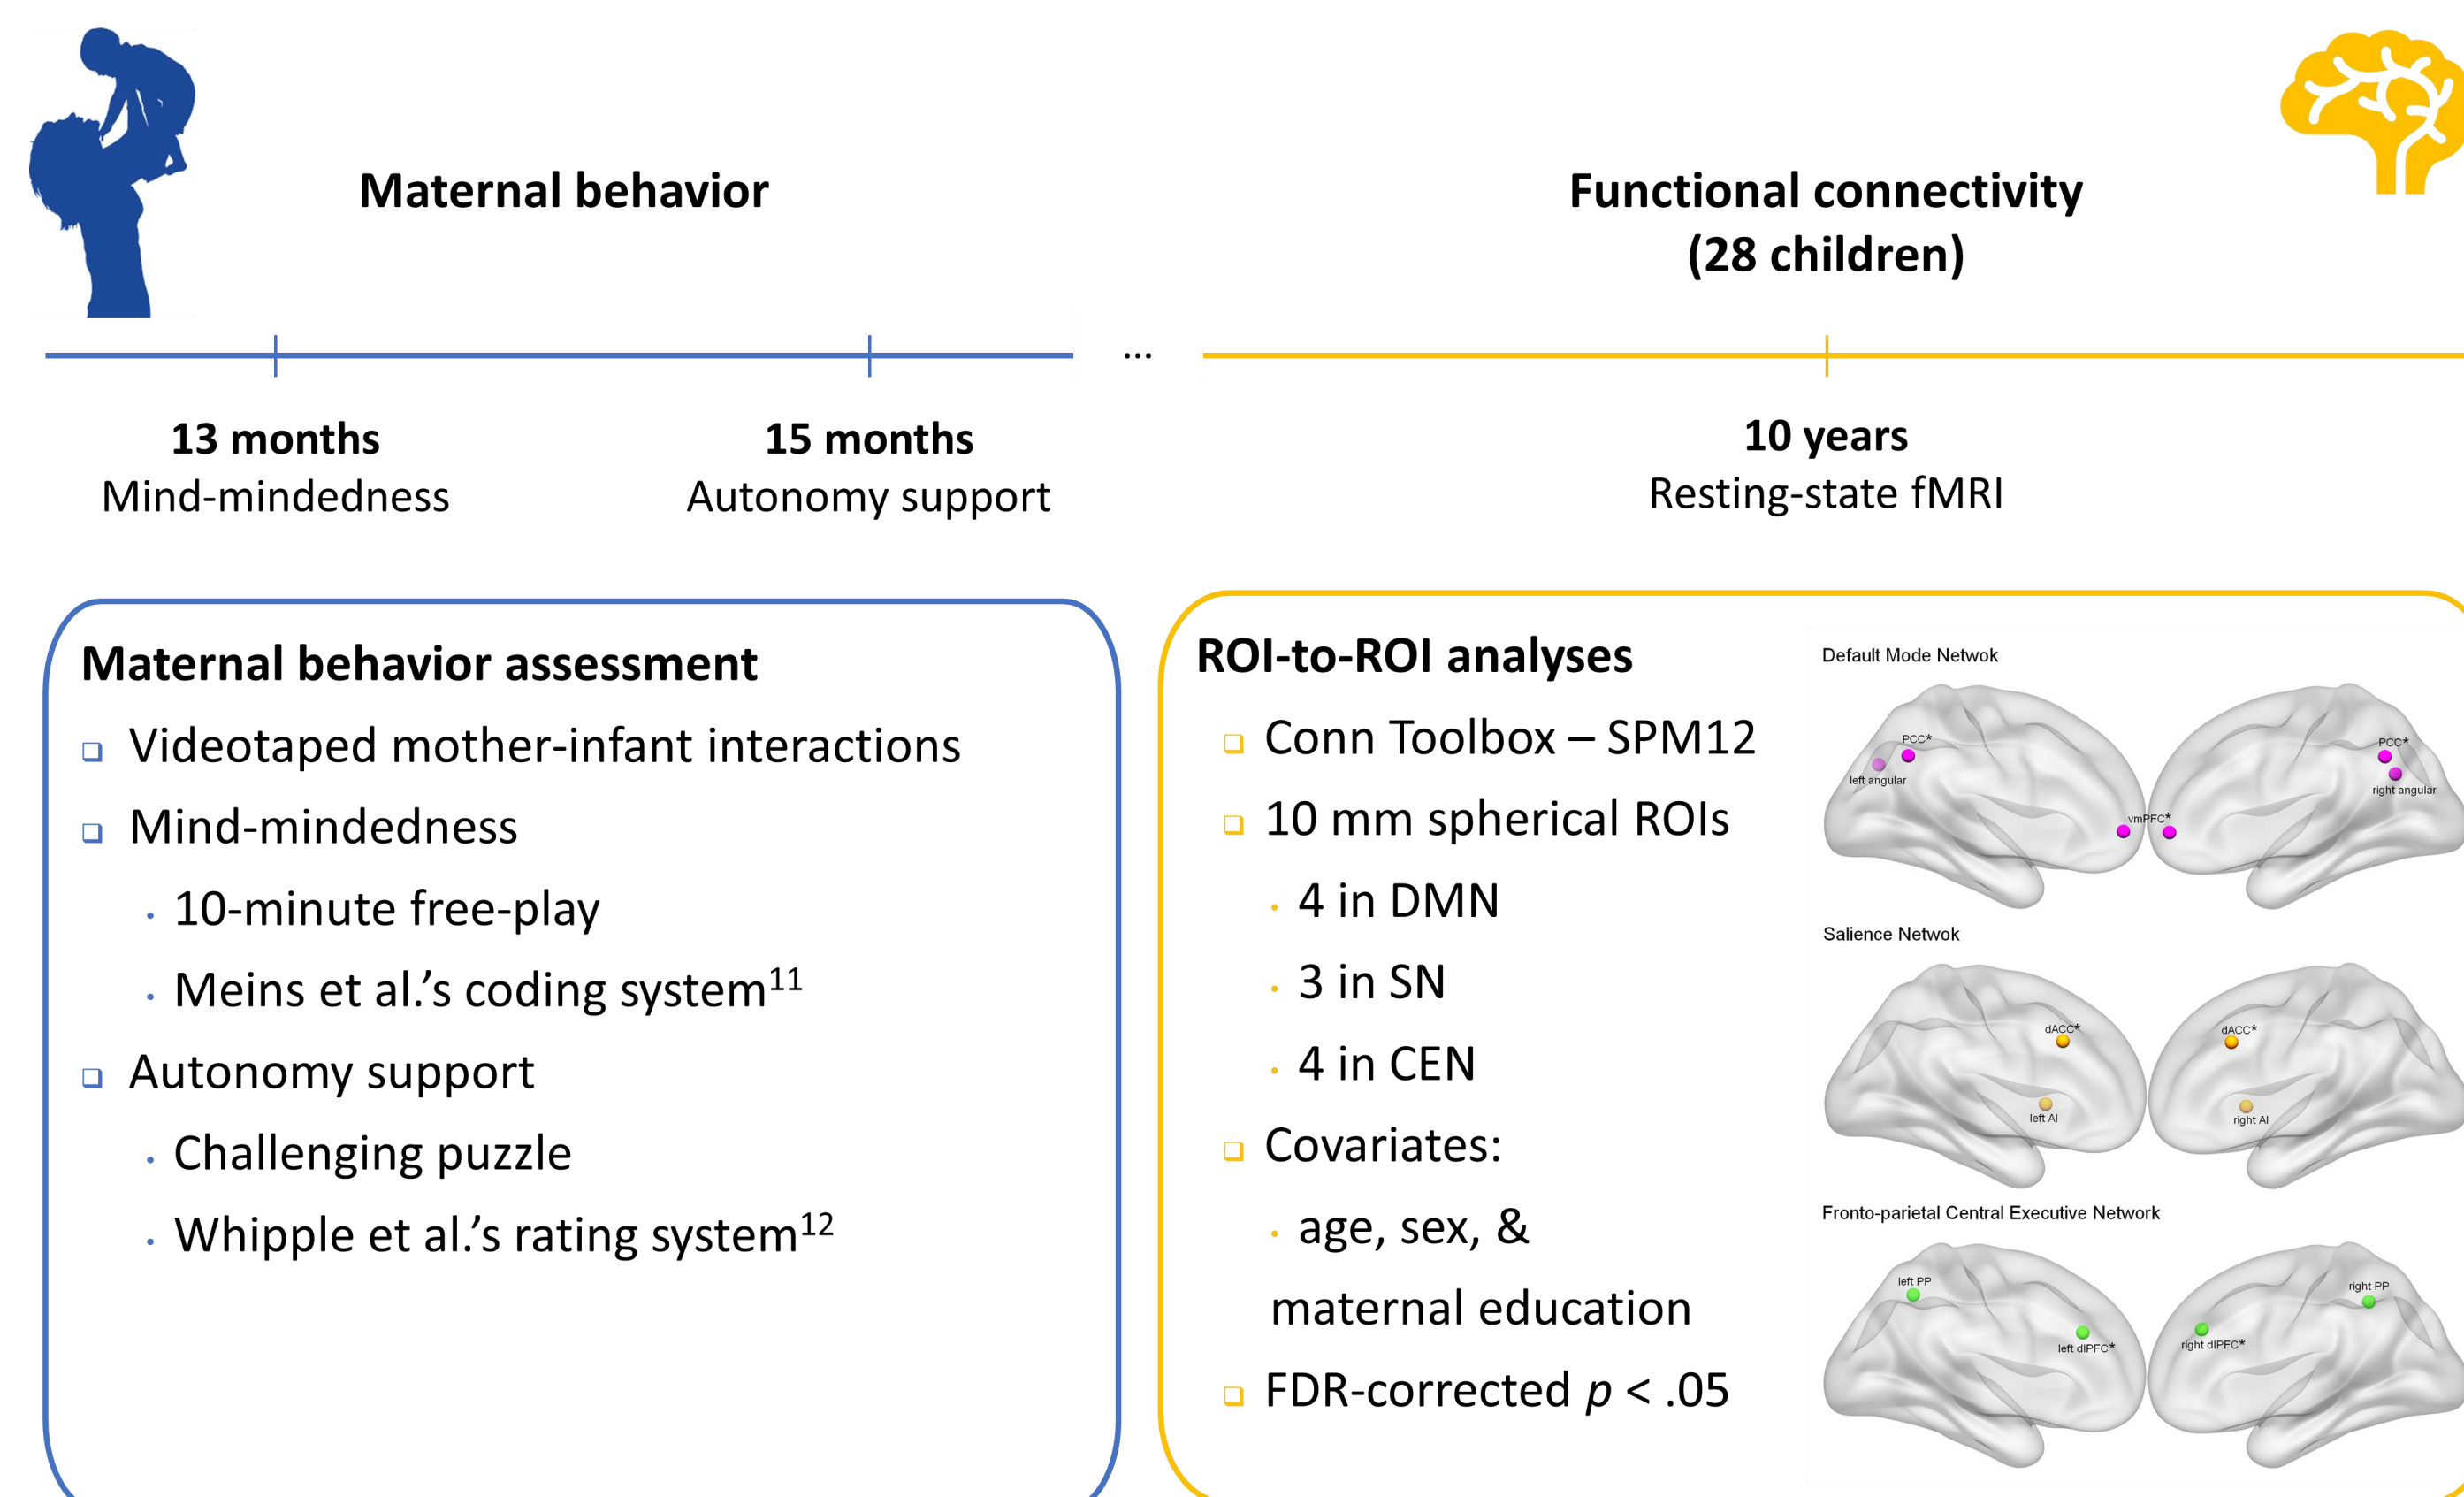 Maternal behavior
Functional connectivity
(28 children)
...
13 months
Mind-mindedness
15 months
Autonomy support
10 years
Resting-state fMRI
Maternal behavior assessment
❑ Videotaped mother-infant interactions
❑ Mind-mindedness
• 10-minute free-play
• Meins et al.’s coding system¹¹
❑ Autonomy support
• Challenging puzzle
• Whipple et al.’s rating system¹²
ROI-to-ROI analyses
❑ Conn Toolbox – SPM12
❑ 10 mm spherical ROIs
• 4 in DMN
• 3 in SN
• 4 in CEN
❑ Covariates:
• age, sex, &
maternal education
❑ FDR-corrected p < .05
Default Mode Netwok
PCC*
left angular
vmPFC*
PCC*
right angular
Salience Netwok
dACC*
left AI
dACC*
right AI
Fronto-parietal Central Executive Network
left PP
left dlPFC*
right PP
right dlPFC*